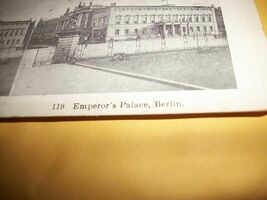 119 Emperor's Palace, Berlin.